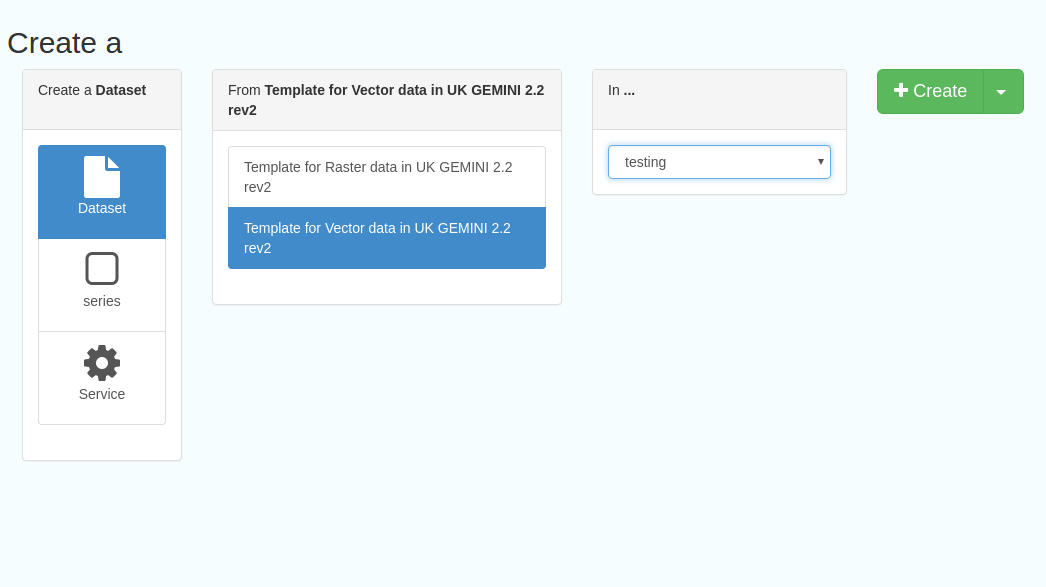 Create a
Create a Dataset
Dataset
series
Service
From Template for Vector data in UK GEMINI 2.2
rev2
Template for Raster data in UK GEMINI 2.2
rev2
Template for Vector data in UK GEMINI 2.2
rev2
In ...
testing
Create